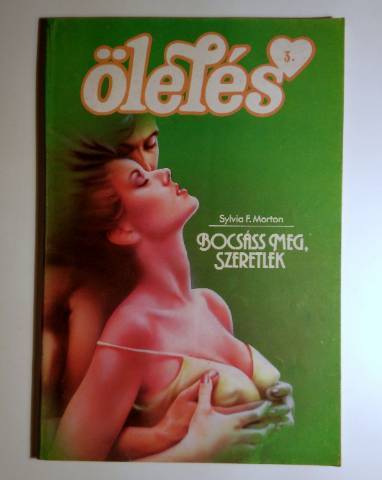 ölelés
3.
Sylvia F. Morton
BOCSÁSS MEG,
SZERETLEK